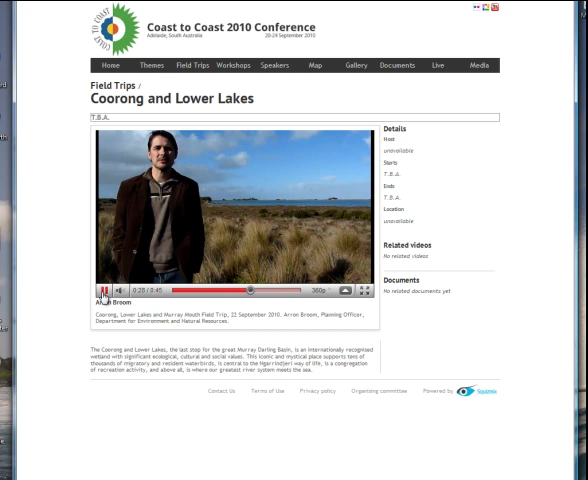 COAST TO COAST
Coast to Coast 2010 Conference
Adelaide, South Australia 20-24 September 2010
Home Themes Field Trips Workshops Speakers Map Gallery Documents Live Media
Field Trips /
Coorong and Lower Lakes
T.B.A.
Details
Host
unavailable
Starts
T.B.A.
Ends
T.B.A.
Location
unavailable
Related videos
No related videos
Documents
No related documents yet
0:28 / 0:45 360p
Arron Broom
Coorong, Lower Lakes and Murray Mouth Field Trip, 22 September 2010. Arron Broom, Planning Officer,
Department for Environment and Natural Resources.
The Coorong and Lower Lakes, the last stop for the great Murray Darling Basin, is an internationally recognised
wetland with significant ecological, cultural and social values. This iconic and mystical place supports tens of
thousands of migratory and resident waterbirds, is central to the Ngarrindjeri way of life, is a congregation
of recreation activity, and above all, is where our greatest river system meets the sea.
Contact Us Terms of Use Privacy policy Organising committee Powered by Squizmix